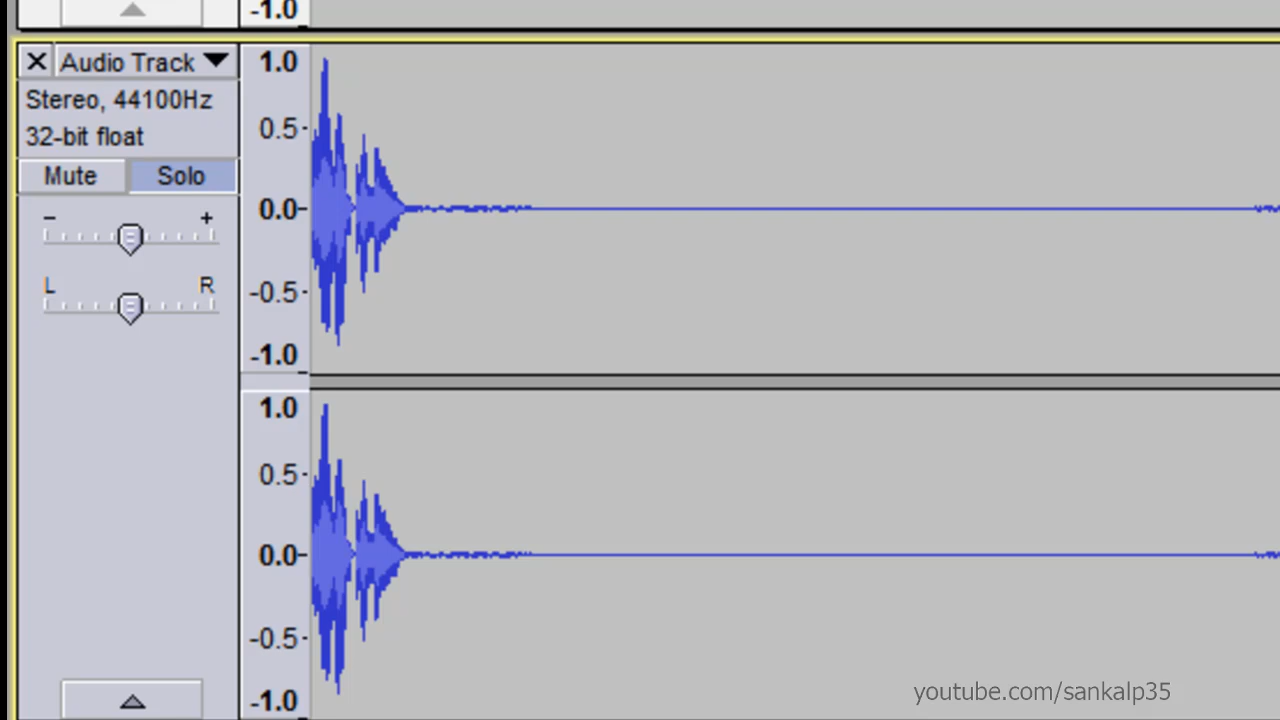 -1.0
X Audio Track
Stereo, 44100Hz
32-bit float
Mute Solo
- +
L R
1.0
0.5
0.0
-0.5
-1.0
1.0
0.5
0.0
-0.5
-1.0
youtube.com/sankalp35